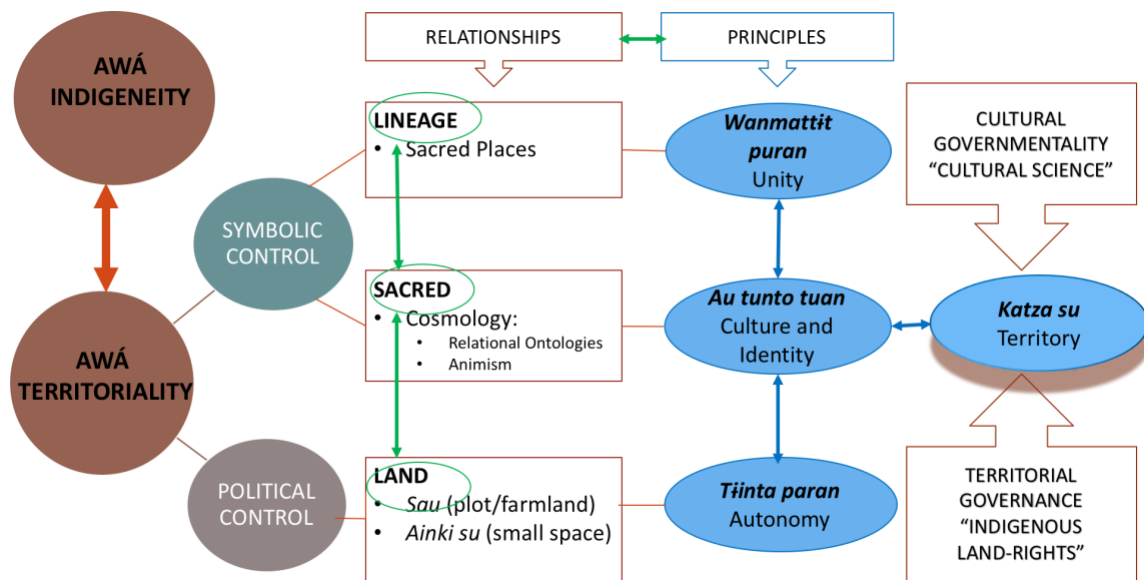 AWÁ
INDIGENEITY
AWÁ
TERRITORIALITY
SYMBOLIC
CONTROL
POLITICAL
CONTROL
RELATIONSHIPS
PRINCIPLES
LINEAGE
• Sacred Places
SACRED
• Cosmology:
• Relational Ontologies
• Animism
LAND
• Sau (plot/farmland)
• Ainki su (small space)
Wanmattɨt
puran
Unity
Au tunto tuan
Culture and
Identity
Tɨinta paran
Autonomy
CULTURAL
GOVERNMENTALITY
“CULTURAL SCIENCE”
Katza su
Territory
TERRITORIAL
GOVERNANCE
“INDIGENOUS
LAND-RIGHTS”